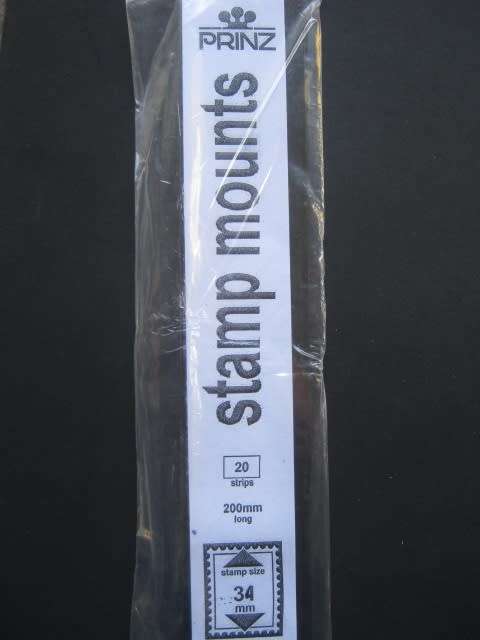 PRINZ
stamp mounts
20
strips
200mm
long
stamp size
34
mm